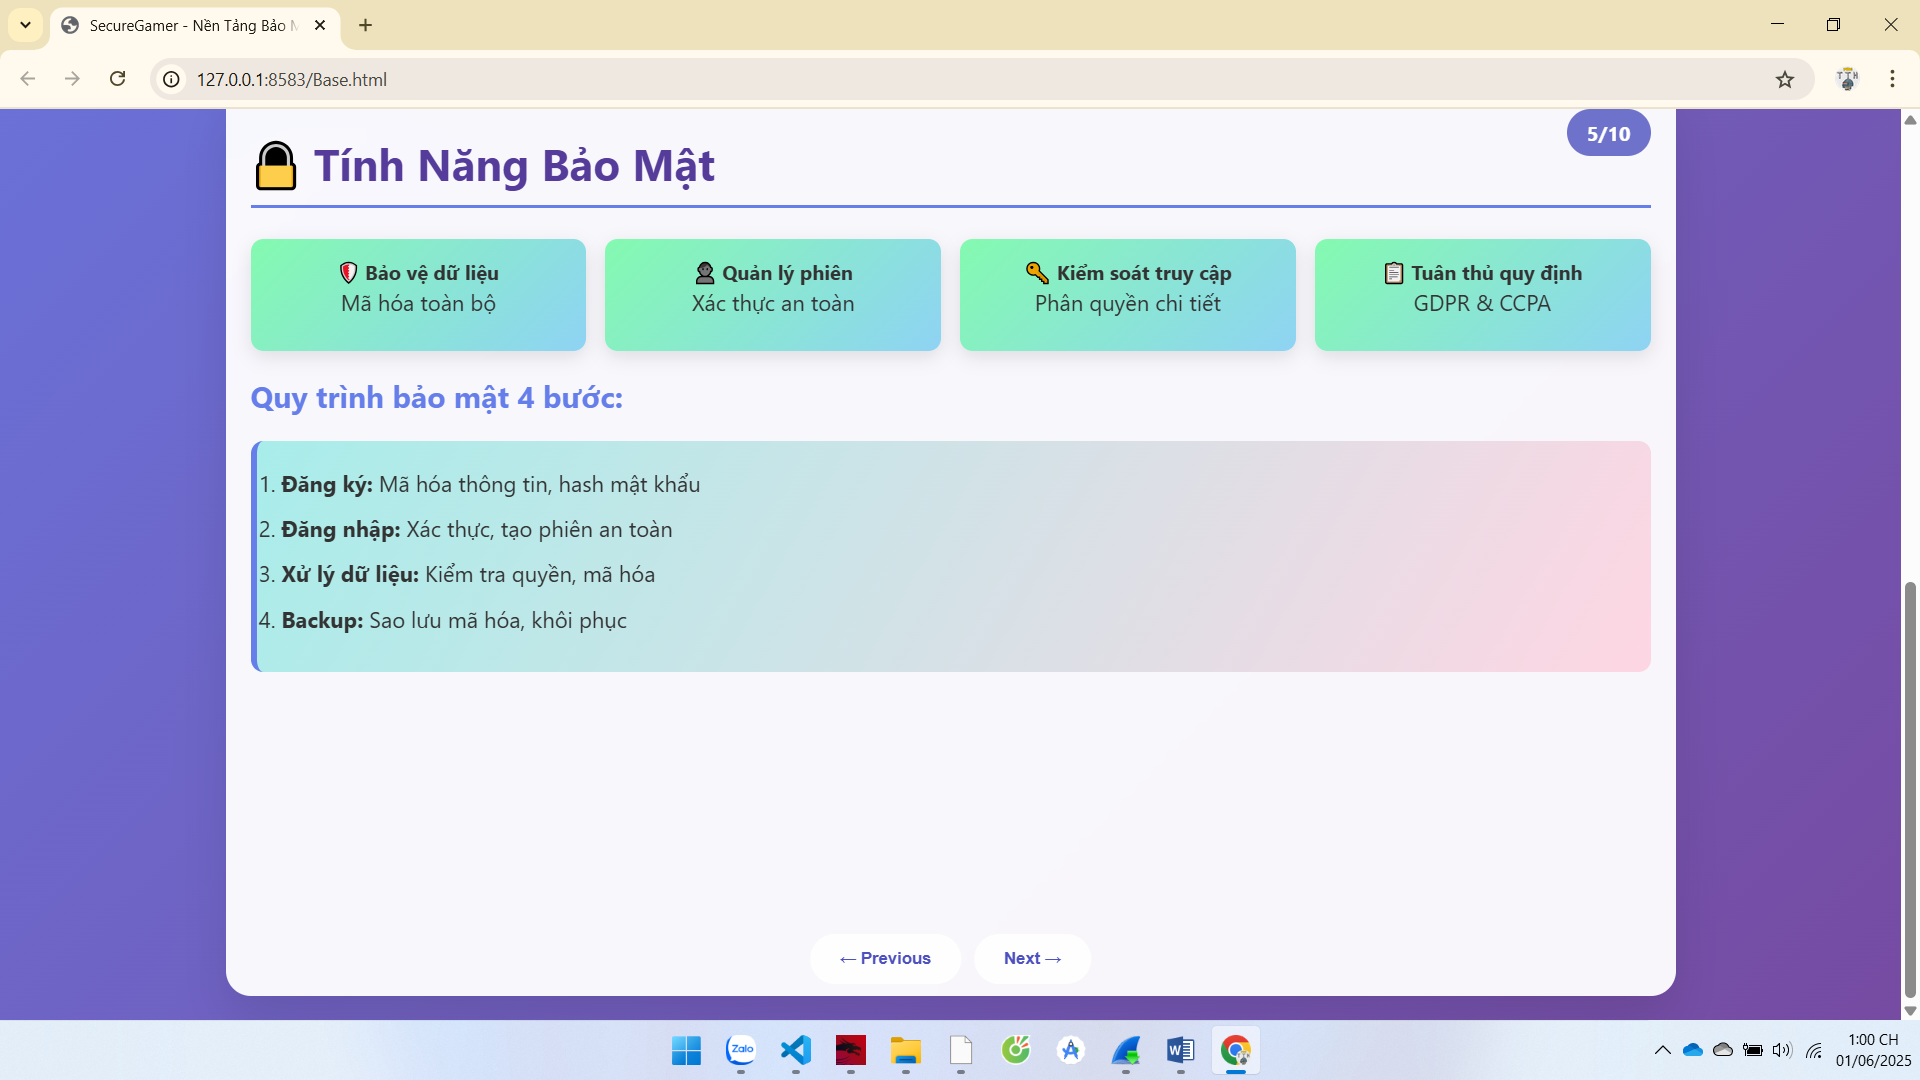 SecureGamer - Nền Tảng Bảo M
127.0.0.1:8583/Base.html
TTH
5/10
Tính Năng Bảo Mật
Bảo vệ dữ liệu
Mã hóa toàn bộ
Quản lý phiên
Xác thực an toàn
Kiểm soát truy cập
Phân quyền chi tiết
Tuân thủ quy định
GDPR & CCPA
Quy trình bảo mật 4 bước:
1. Đăng ký: Mã hóa thông tin, hash mật khẩu
2. Đăng nhập: Xác thực, tạo phiên an toàn
3. Xử lý dữ liệu: Kiểm tra quyền, mã hóa
4. Backup: Sao lưu mã hóa, khôi phục
← Previous
Next →
Zalo
W
1:00 CH
01/06/2025